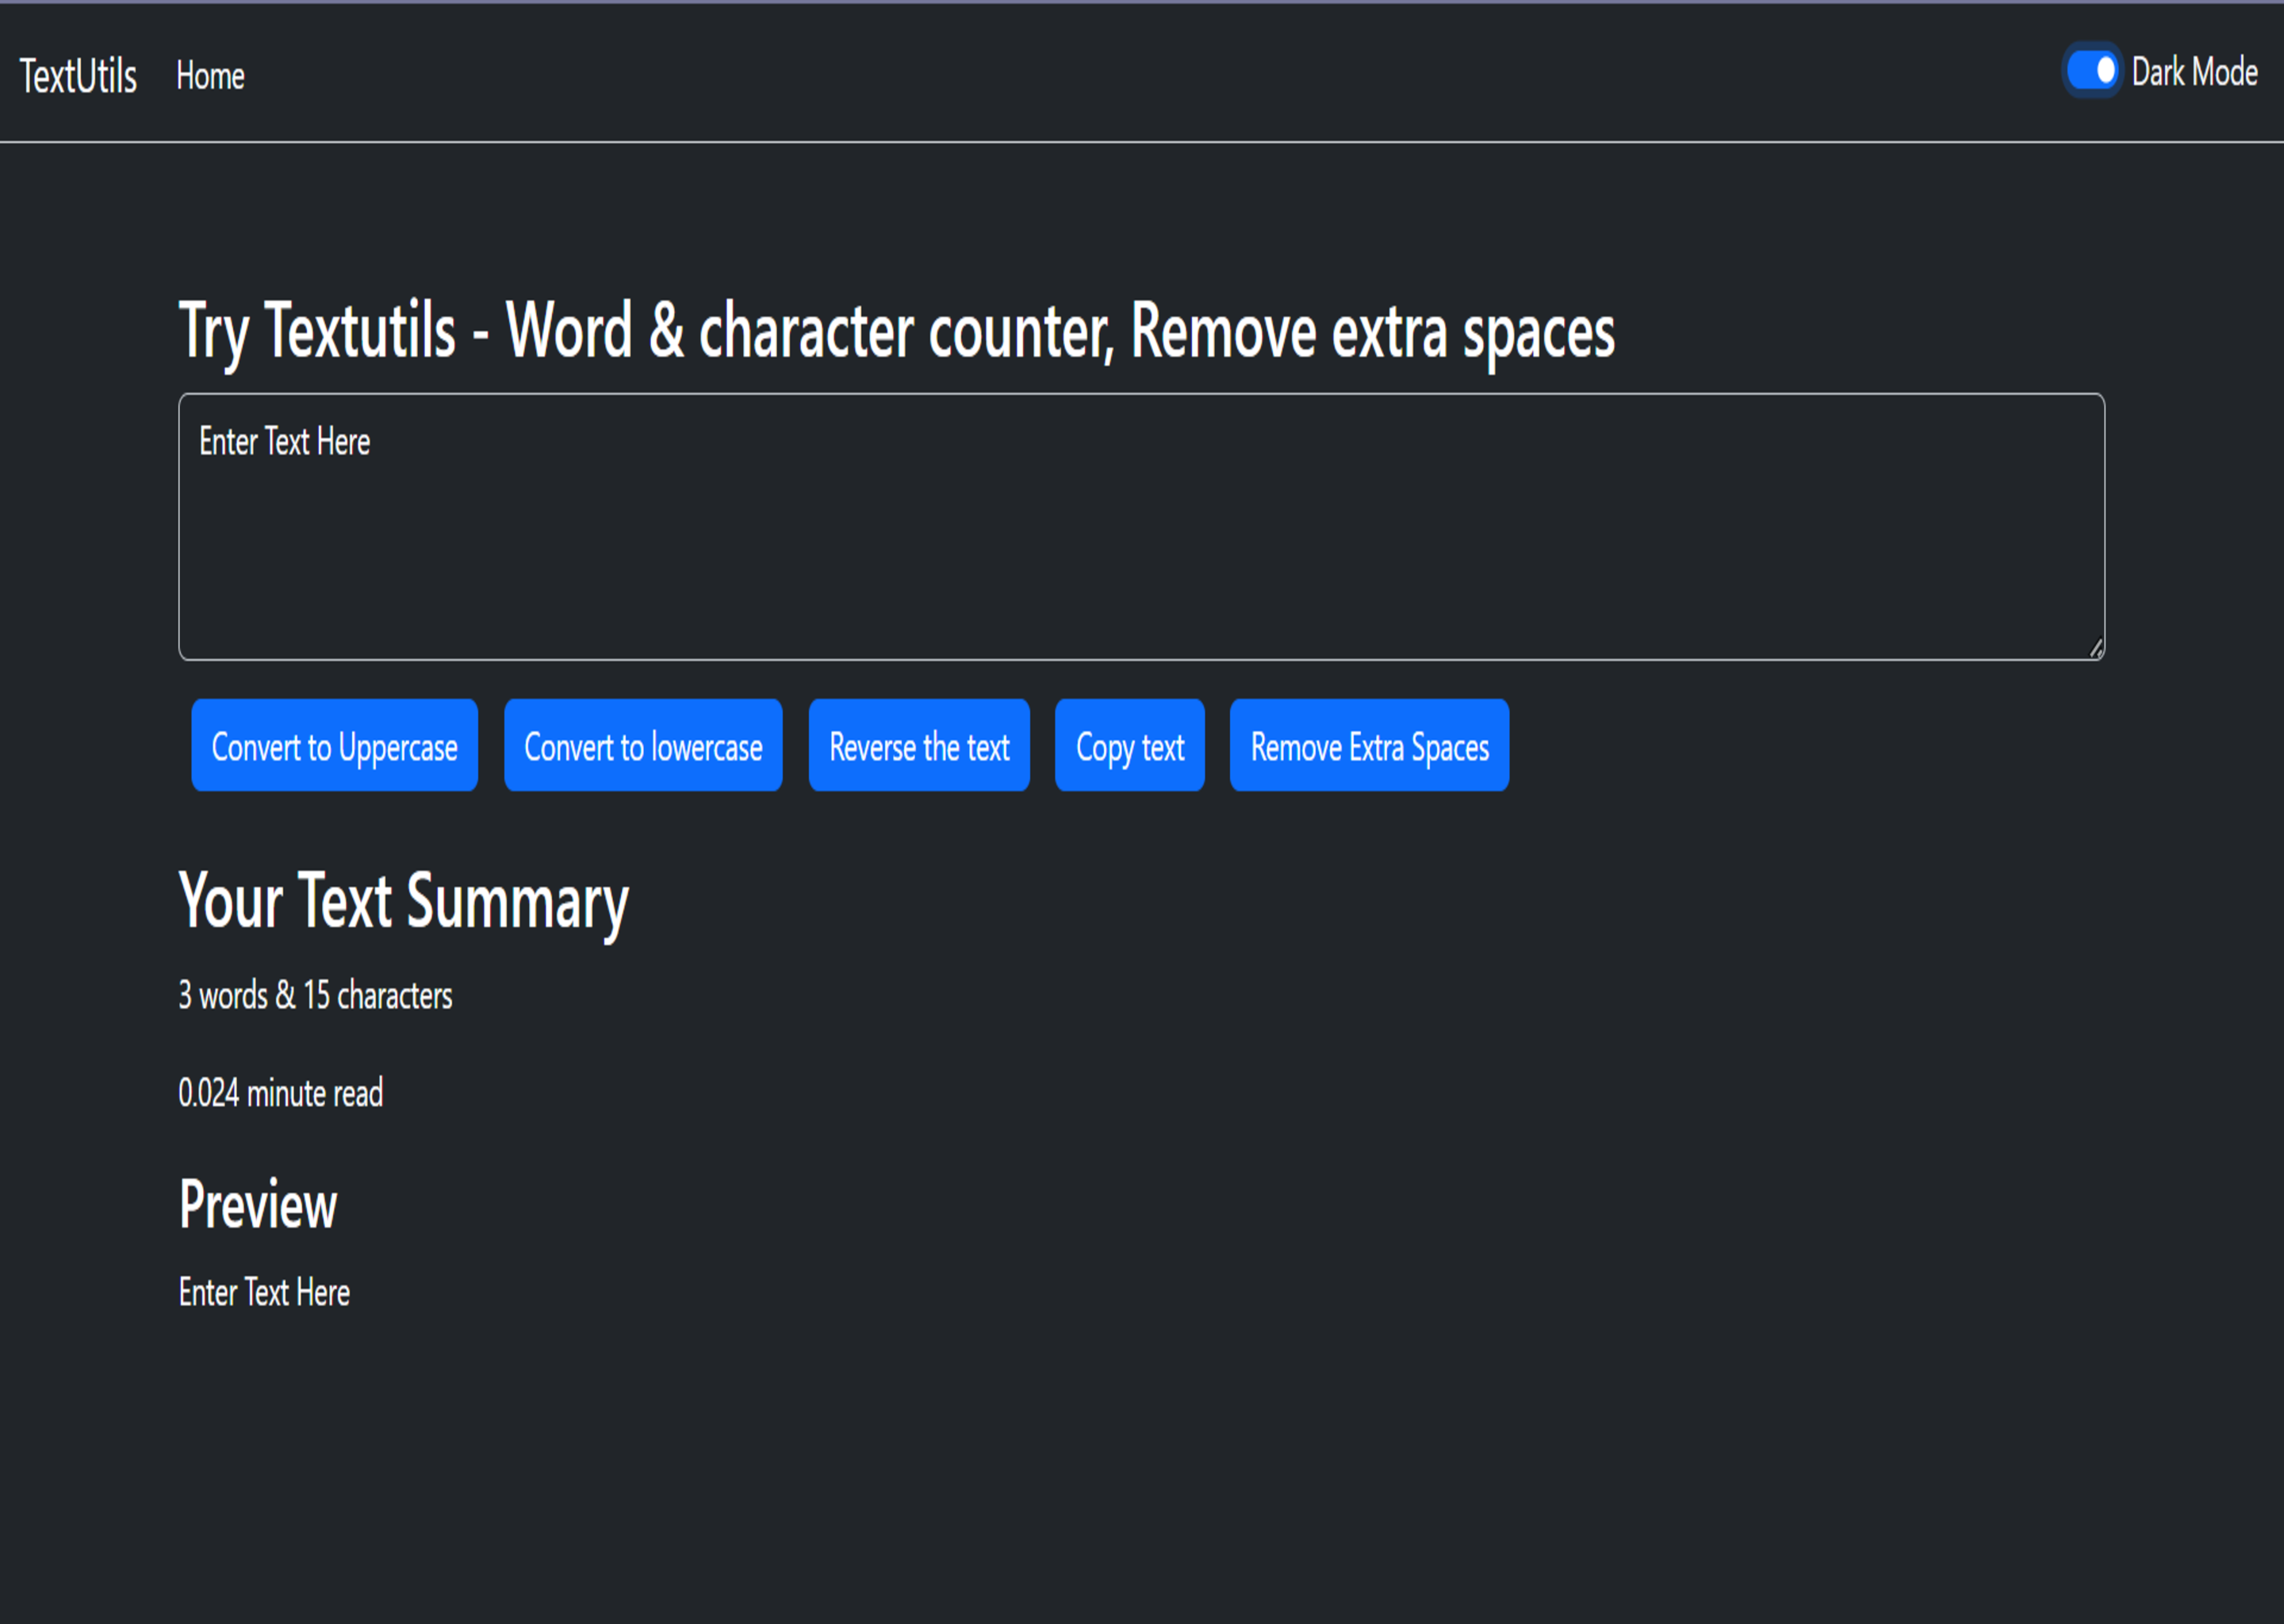 TextUtils Home Dark Mode
Try Textutils - Word & character counter, Remove extra spaces
Enter Text Here
Convert to Uppercase Convert to lowercase Reverse the text Copy text Remove Extra Spaces
Your Text Summary
3 words & 15 characters
0.024 minute read
Preview
Enter Text Here